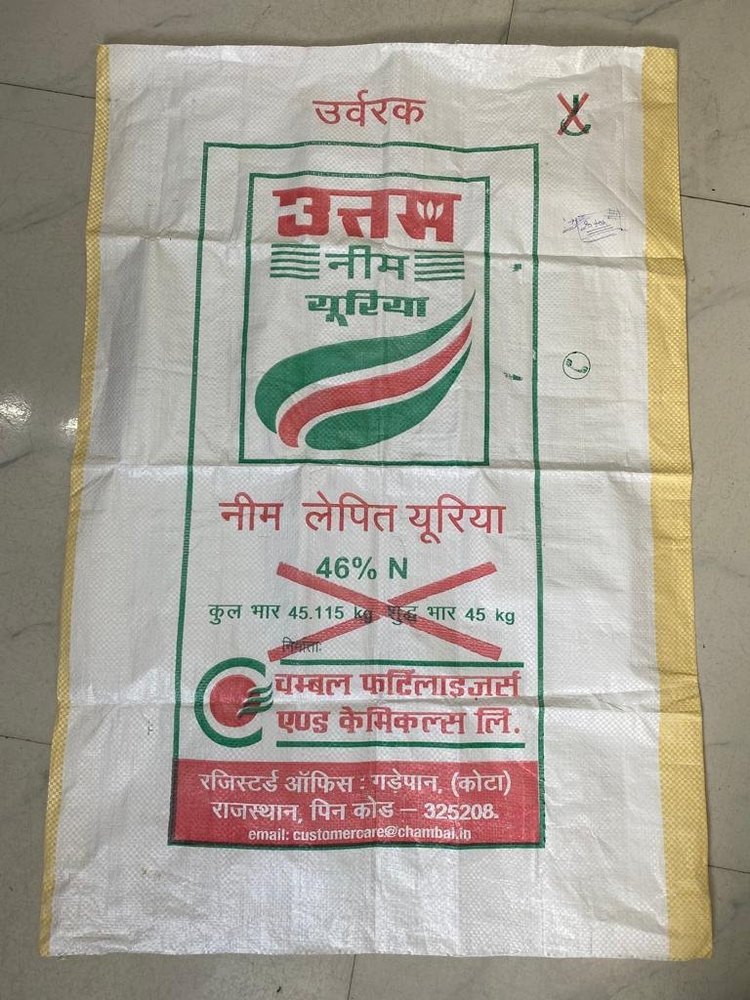 उर्वरक
उत्तम
नीम
यूरिया
नीम लेपित यूरिया
46% N
कुल भार 45.115 kg शुद्ध भार 45 kg
निर्माता:
चम्बल फर्टिलाइजर्स
एण्ड केमिकल्स लि.
रजिस्टर्ड ऑफिस : गड़ेपान, (कोटा)
राजस्थान, पिन कोड – 325208.
email: customercare@chambal.in